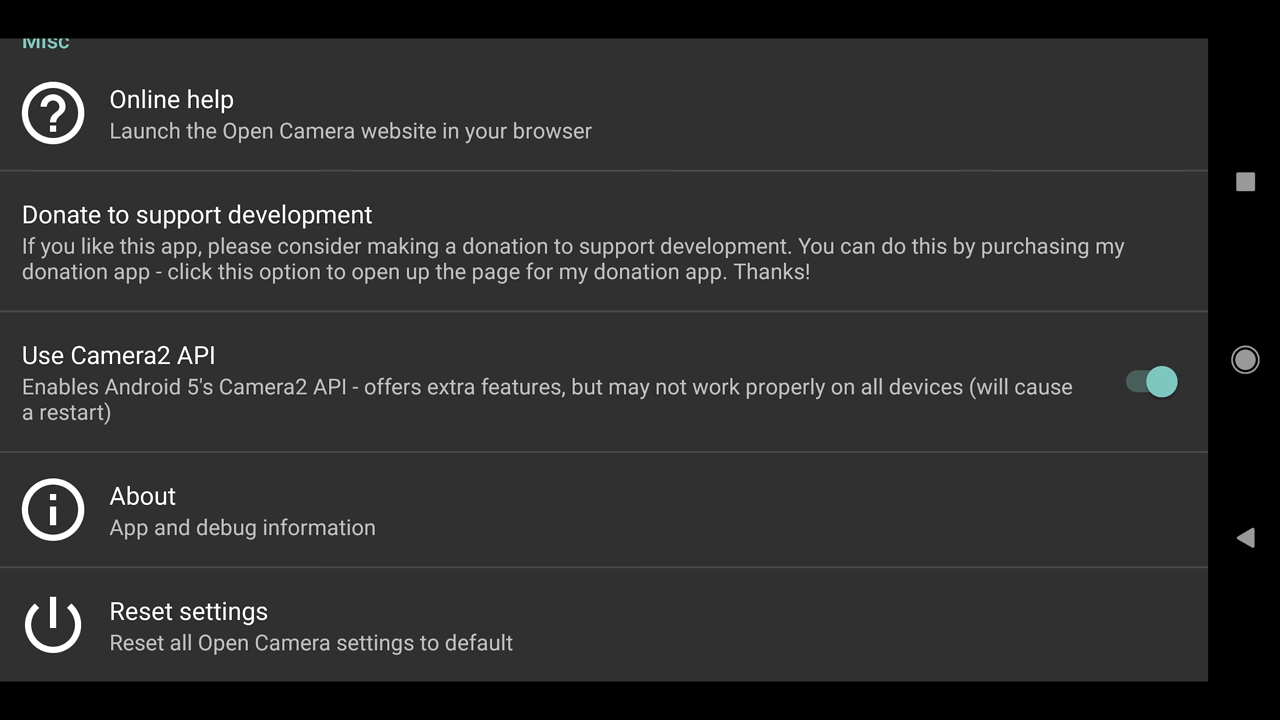 Misc
Online help
Launch the Open Camera website in your browser
Donate to support development
If you like this app, please consider making a donation to support development. You can do this by purchasing my
donation app - click this option to open up the page for my donation app. Thanks!
Use Camera2 API
Enables Android 5's Camera2 API - offers extra features, but may not work properly on all devices (will cause
a restart)
About
App and debug information
Reset settings
Reset all Open Camera settings to default